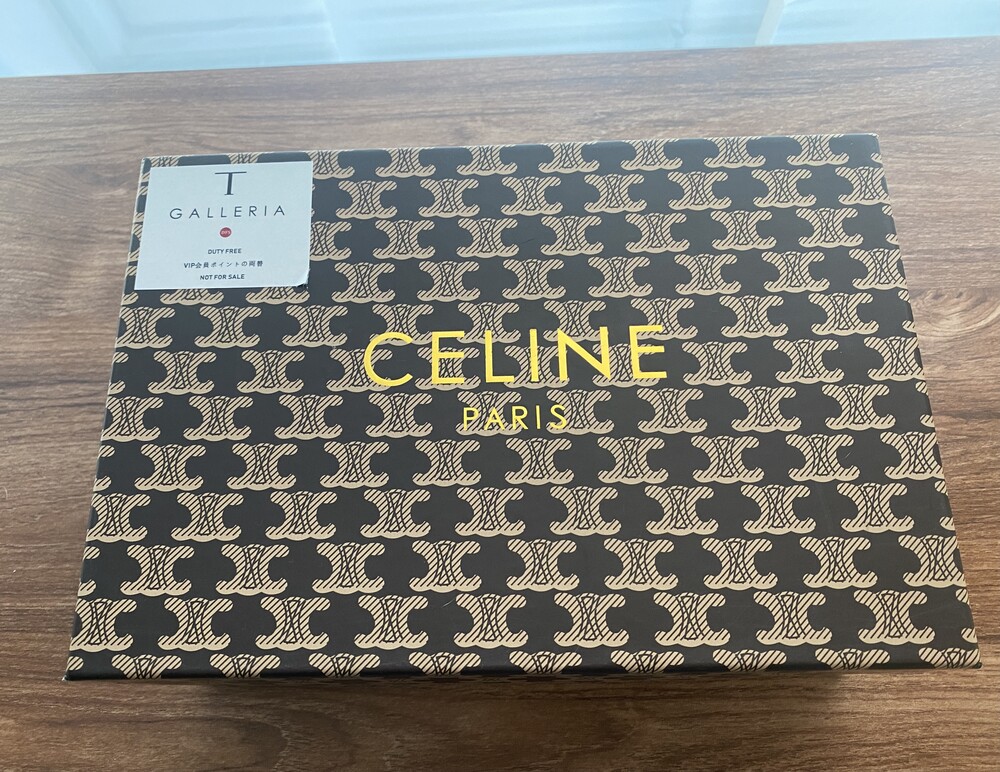 T
GALLERIA
DFS
DUTY FREE
VIP会員ポイントの両替
NOT FOR SALE
CELINE
PARIS